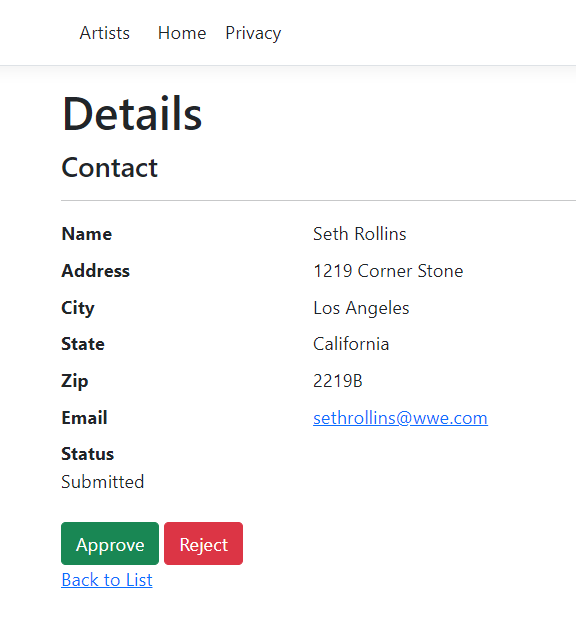 Artists Home Privacy
Details
Contact
Name Seth Rollins
Address 1219 Corner Stone
City Los Angeles
State California
Zip 2219B
Email sethrollins@wwe.com
Status
Submitted
Approve Reject
Back to List